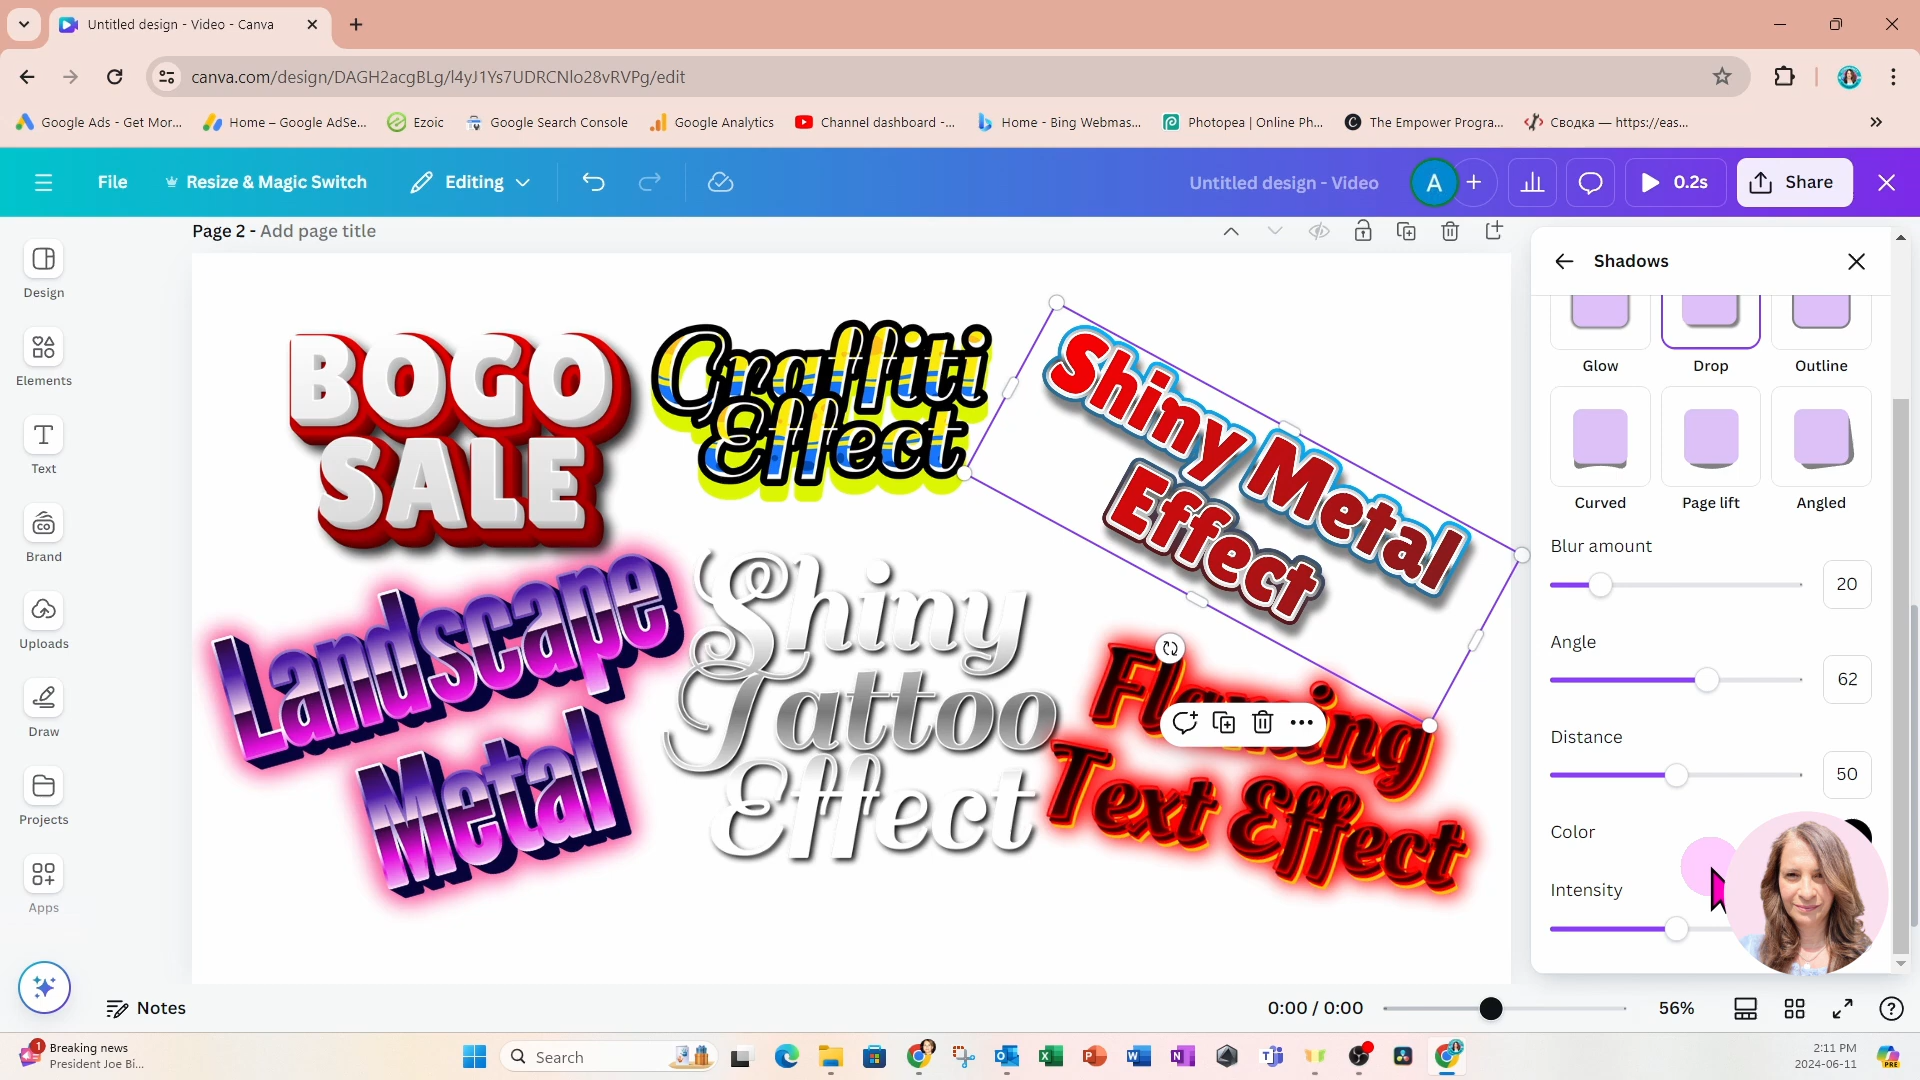 Untitled design - Video - Canva
canva.com/design/DAGH2acgBLg/l4yJ1Ys7UDRCNlo28vRVPg/edit
Google Ads - Get Mor...
Home – Google AdSe...
Ezoic
Google Search Console
Google Analytics
Channel dashboard -...
Home - Bing Webmas...
Photopea | Online Ph...
The Empower Progra...
Сводка — https://eas...
»
File
Resize & Magic Switch
Editing
Untitled design - Video
A
+
0.2s
Share
Page 2 - Add page title
Design
Elements
Text
Brand
Uploads
Draw
Projects
Apps
BOGO
SALE
Graffiti
Effect
Shiny Metal
Effect
Landscape
Metal
Shiny
Tattoo
Effect
Flaming
Text Effect
Shadows
Glow
Drop
Outline
Curved
Page lift
Angled
Blur amount
20
Angle
62
Distance
50
Color
Intensity
Notes
0:00 / 0:00
56%
1
Breaking news
President Joe Bi...
Search
2:11 PM
2024-06-11